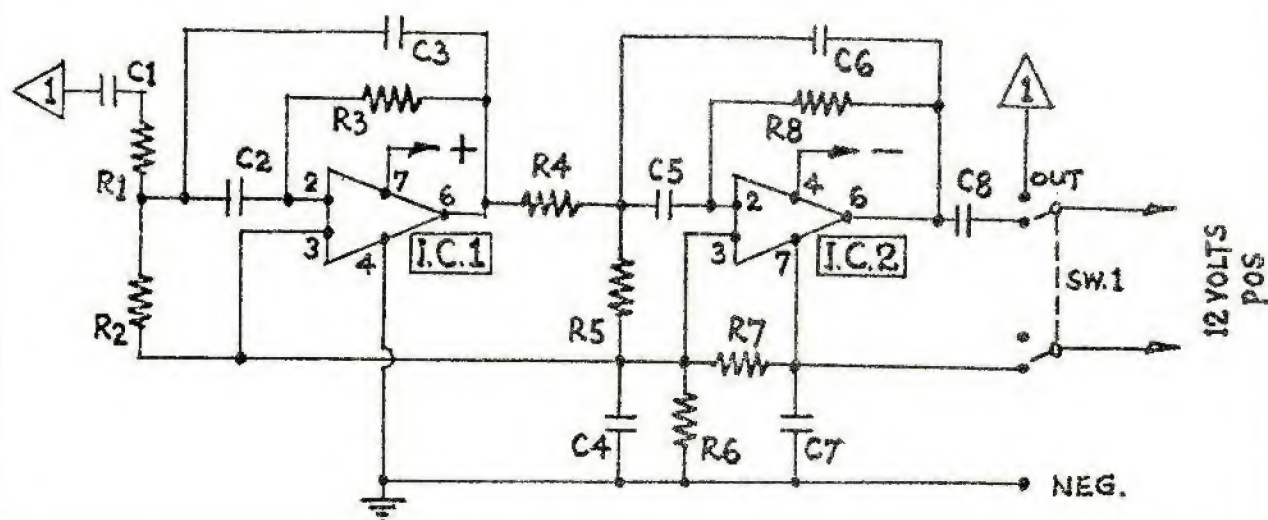 C3
C6
1
C1
1
R3
R8
+
−
R1
C2
2
7
6
R4
C5
2
4
6
C8
OUT
3
4
I.C.1
3
7
I.C.2
SW.1
12 VOLTS
POS
R2
R5
R7
C4
R6
C7
NEG.